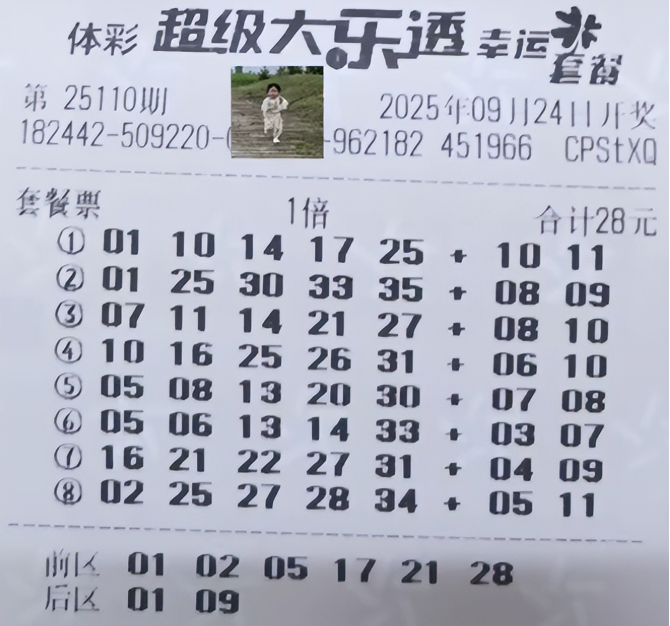 体彩 超级大乐透 幸运 套餐
第 25110期 2025年09月24日开奖
182442-509220- -962182 451966 CPStXQ
套餐票 1倍 合计28元
① 01 10 14 17 25 + 10 11
② 01 25 30 33 35 + 08 09
③ 07 11 14 21 27 + 08 10
④ 10 16 25 26 31 + 06 10
⑤ 05 08 13 20 30 + 07 08
⑥ 05 06 13 14 33 + 03 07
⑦ 16 21 22 27 31 + 04 09
⑧ 02 25 27 28 34 + 05 11
前区 01 02 05 17 21 28
后区 01 09